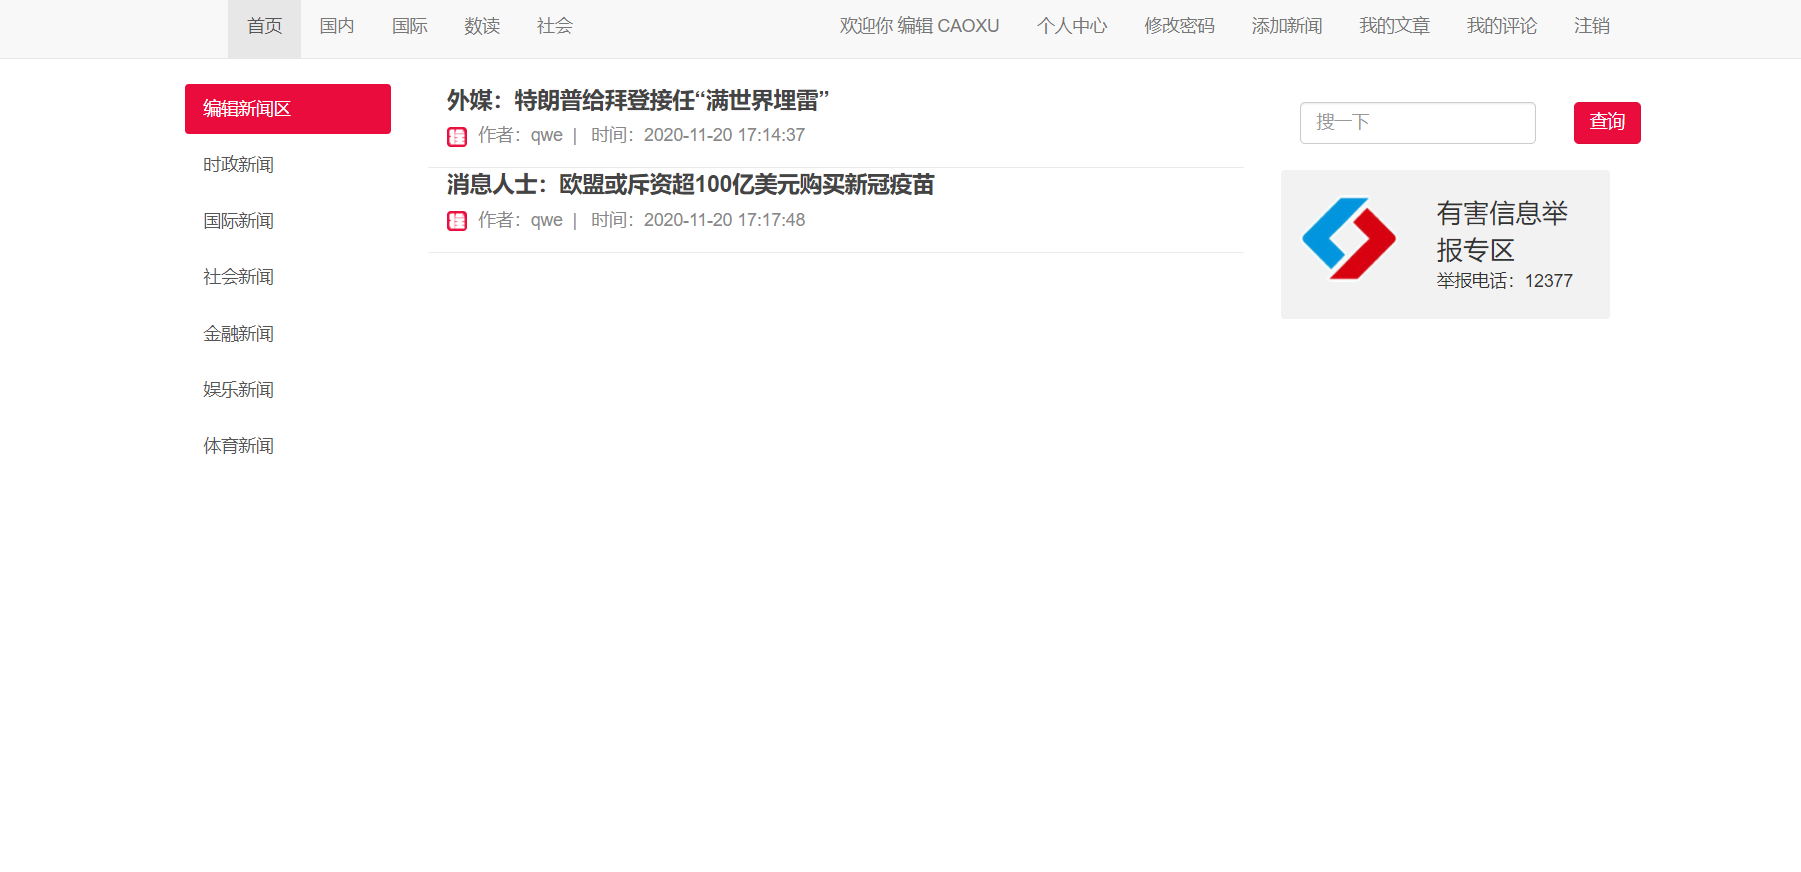 首页 国内 国际 数读 社会 欢迎你 编辑 CAOXU 个人中心 修改密码 添加新闻 我的文章 我的评论 注销
编辑新闻区
时政新闻
国际新闻
社会新闻
金融新闻
娱乐新闻
体育新闻
外媒：特朗普给拜登接任“满世界埋雷”
作者：qwe | 时间：2020-11-20 17:14:37
消息人士：欧盟或斥资超100亿美元购买新冠疫苗
作者：qwe | 时间：2020-11-20 17:17:48
搜一下 查询
有害信息举
报专区
举报电话：12377